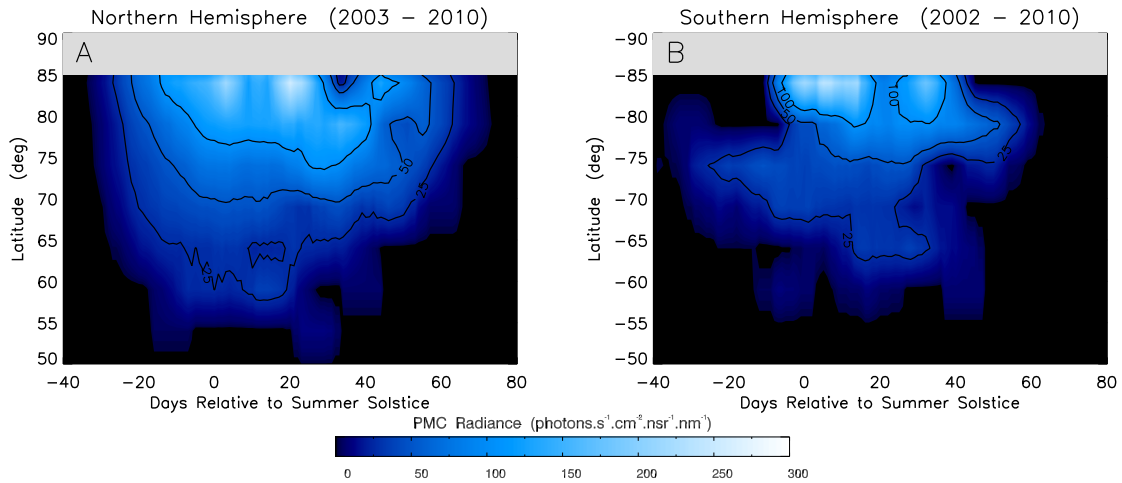 Northern Hemisphere (2003 – 2010)
A
90
85
80
75
70
65
60
55
50
Latitude (deg)
50
25
25
-40 -20 0 20 40 60 80
Days Relative to Summer Solstice
Southern Hemisphere (2002 – 2010)
B
-90
-85
-80
-75
-70
-65
-60
-55
-50
Latitude (deg)
100
50
100
25
25
-40 -20 0 20 40 60 80
Days Relative to Summer Solstice
PMC Radiance (photons.s⁻¹.cm⁻².nsr⁻¹.nm⁻¹)
0 50 100 150 200 250 300